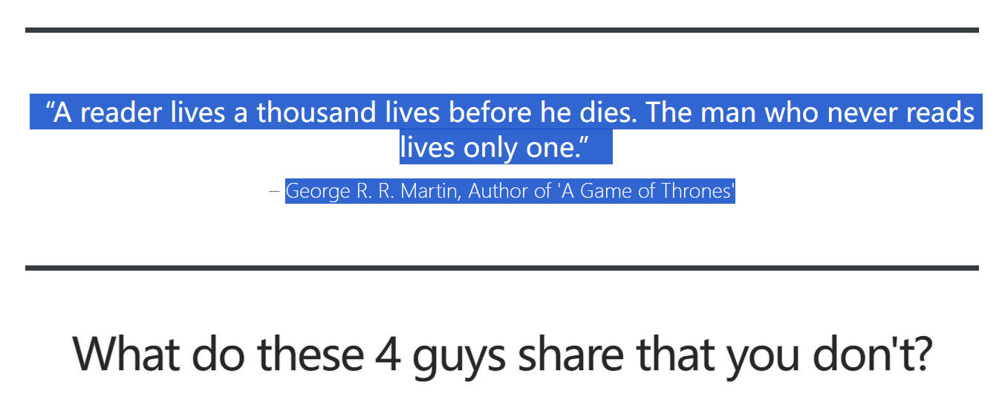 “A reader lives a thousand lives before he dies. The man who never reads
lives only one.”
– George R. R. Martin, Author of 'A Game of Thrones'
What do these 4 guys share that you don't?